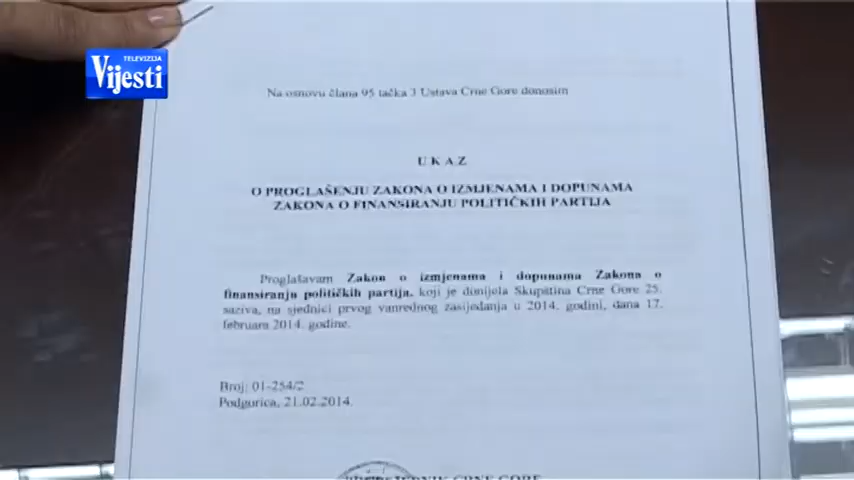 TELEVIZIJA
Vijesti
Na osnovu člana 95 tačka 3 Ustava Crne Gore donosim
U K A Z
O PROGLAŠENJU ZAKONA O IZMJENAMA I DOPUNAMA
ZAKONA O FINANSIRANJU POLITIČKIH PARTIJA
Proglašavam Zakon o izmjenama i dopunama Zakona o
finansiranju političkih partija, koji je donijela Skupština Crne Gore 25.
saziva, na sjednici prvog vanrednog zasijedanja u 2014. godini, dana 17.
februara 2014. godine.
Broj: 01-254/2
Podgorica, 21.02.2014.
CRNE GORE